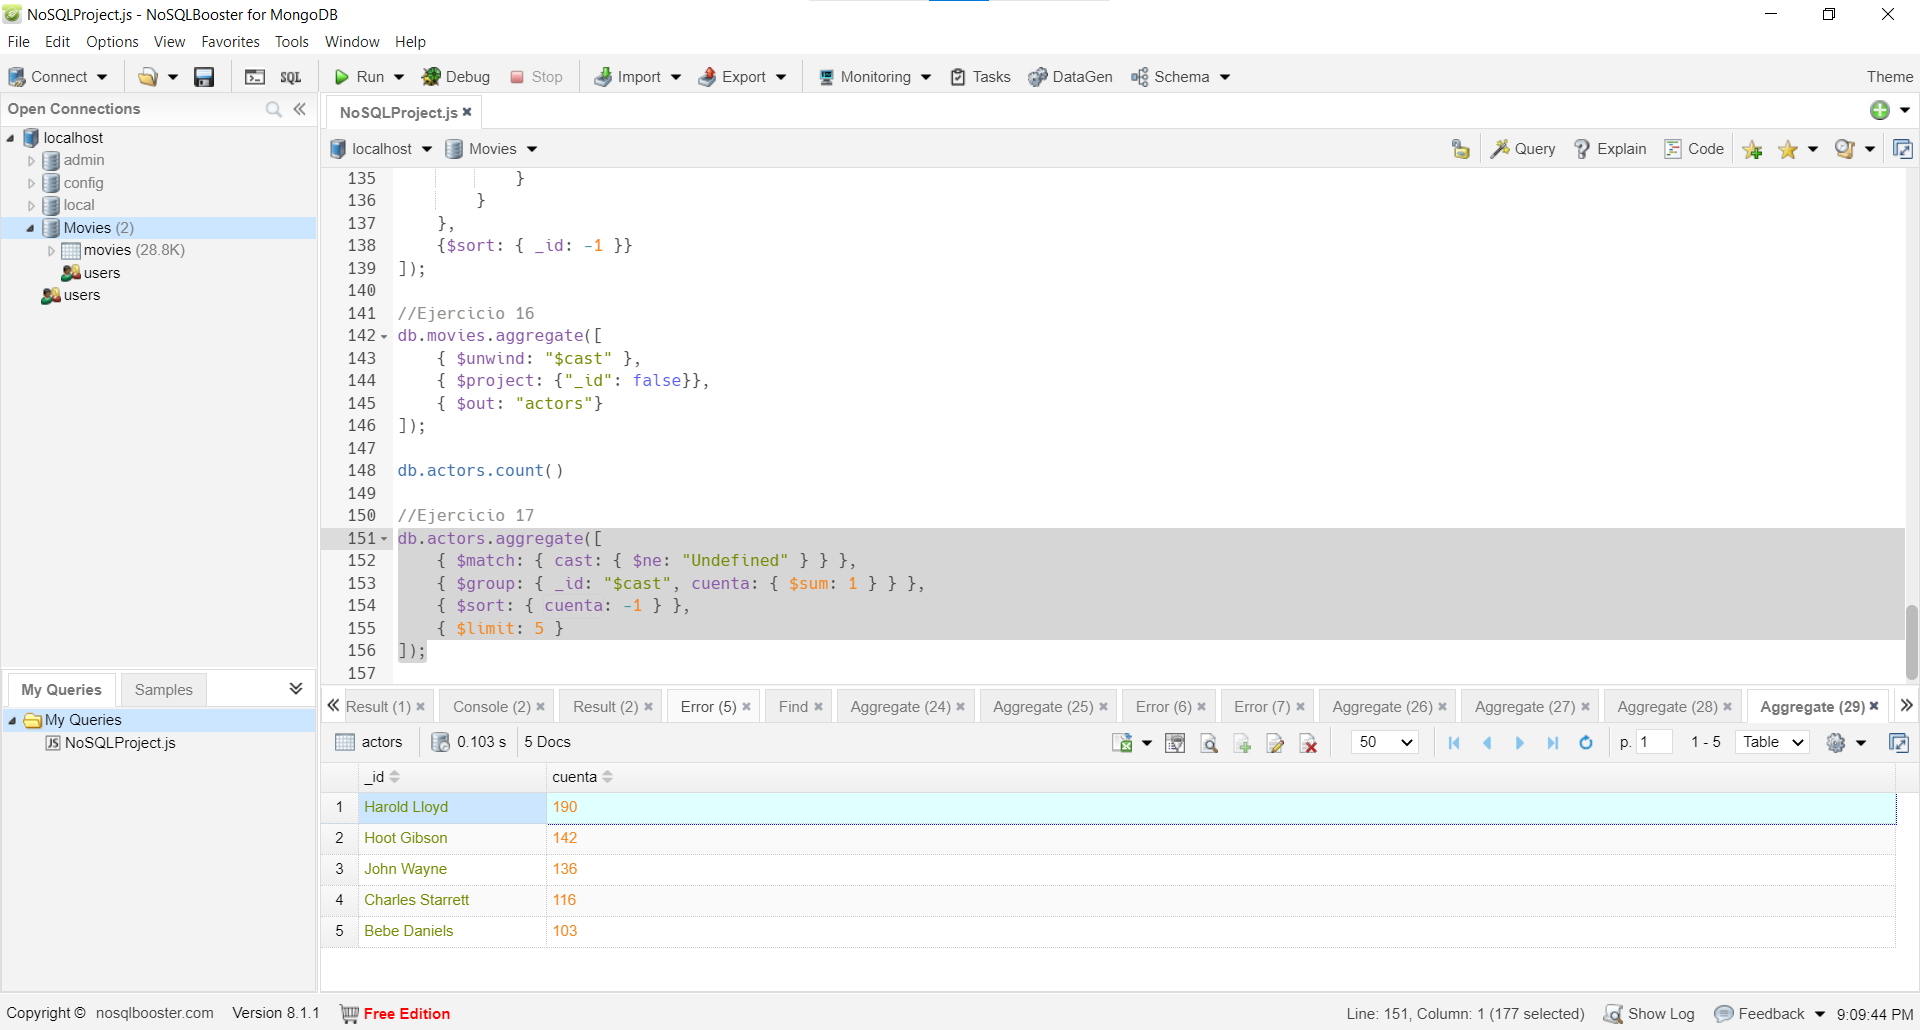 NoSQLProject.js - NoSQLBooster for MongoDB
File Edit Options View Favorites Tools Window Help
Connect SQL Run Debug Stop Import Export Monitoring Tasks DataGen Schema Theme
Open Connections
localhost
admin
config
local
Movies (2)
movies (28.8K)
users
users
My Queries Samples
My Queries
JS NoSQLProject.js
NoSQLProject.js
localhost Movies Query Explain Code
135 }
136 }
137 },
138 {$sort: { _id: -1 }}
139 ]);
140
141 //Ejercicio 16
142 db.movies.aggregate([
143 { $unwind: "$cast" },
144 { $project: {"_id": false}},
145 { $out: "actors"}
146 ]);
147
148 db.actors.count()
149
150 //Ejercicio 17
151 db.actors.aggregate([
152 { $match: { cast: { $ne: "Undefined" } } },
153 { $group: { _id: "$cast", cuenta: { $sum: 1 } } },
154 { $sort: { cuenta: -1 } },
155 { $limit: 5 }
156 ]);
157
Result (1) Console (2) Result (2) Error (5) Find Aggregate (24) Aggregate (25) Error (6) Error (7) Aggregate (26) Aggregate (27) Aggregate (28) Aggregate (29)
actors 0.103 s 5 Docs 50 p. 1 1 - 5 Table
_id cuenta
1 Harold Lloyd 190
2 Hoot Gibson 142
3 John Wayne 136
4 Charles Starrett 116
5 Bebe Daniels 103
Copyright © nosqlbooster.com Version 8.1.1 Free Edition Line: 151, Column: 1 (177 selected) Show Log Feedback 9:09:44 PM